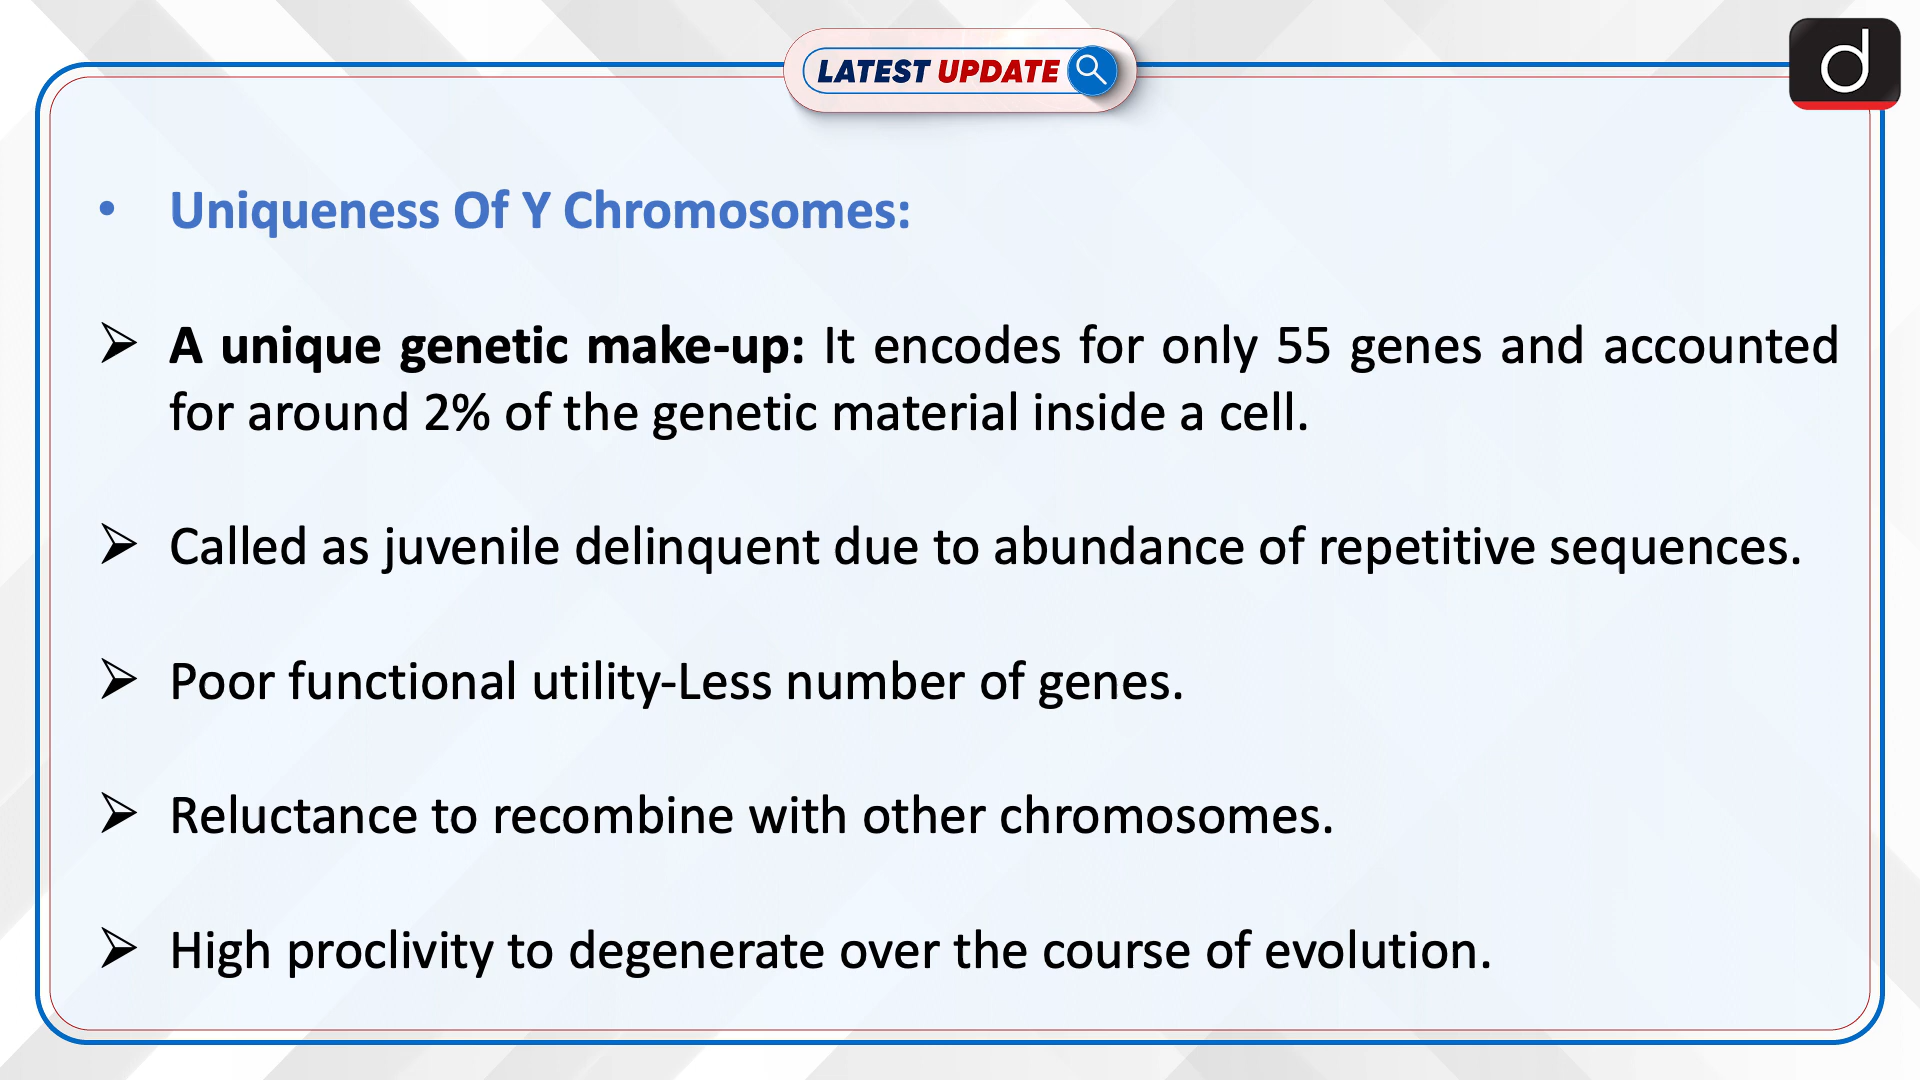 LATEST UPDATE
d
• Uniqueness Of Y Chromosomes:
➢ A unique genetic make-up: It encodes for only 55 genes and accounted
for around 2% of the genetic material inside a cell.
➢ Called as juvenile delinquent due to abundance of repetitive sequences.
➢ Poor functional utility-Less number of genes.
➢ Reluctance to recombine with other chromosomes.
➢ High proclivity to degenerate over the course of evolution.